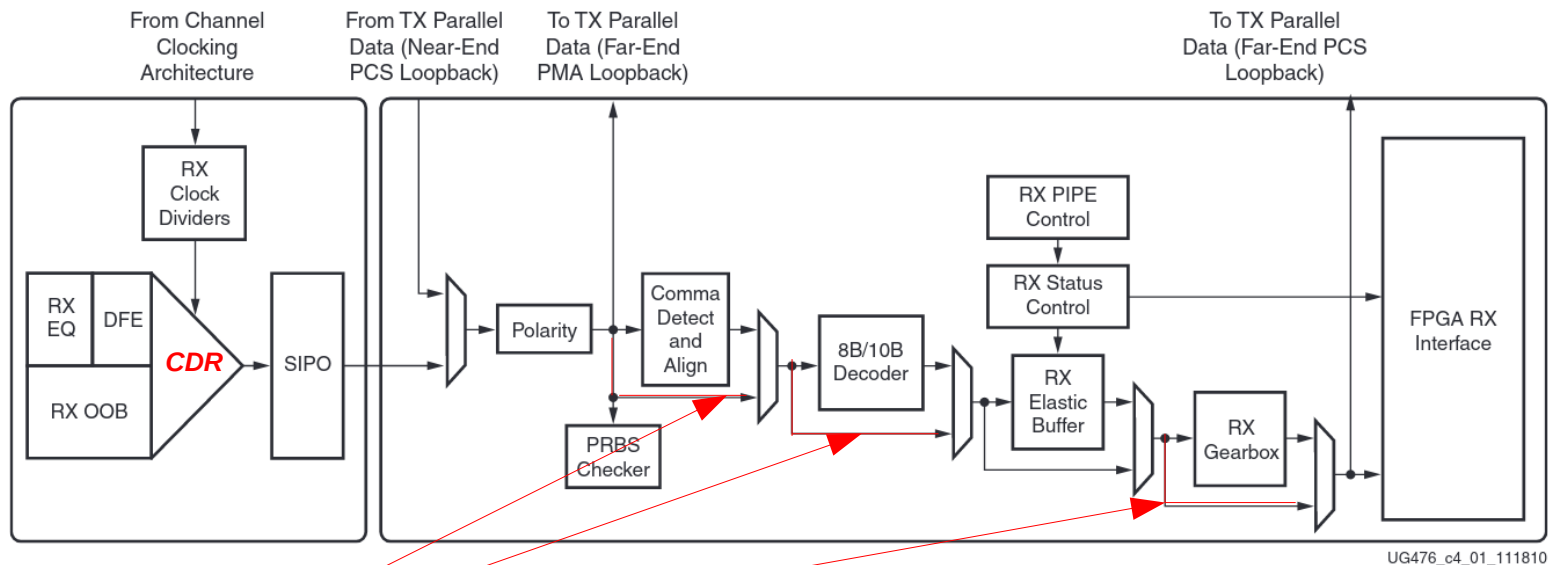 From Channel
Clocking
Architecture
From TX Parallel
Data (Near-End
PCS Loopback)
To TX Parallel
Data (Far-End
PMA Loopback)
To TX Parallel
Data (Far-End PCS
Loopback)
RX
Clock
Dividers
RX
EQ
DFE
CDR
RX OOB
SIPO
Polarity
Comma
Detect
and
Align
PRBS
Checker
8B/10B
Decoder
RX PIPE
Control
RX Status
Control
RX
Elastic
Buffer
RX
Gearbox
FPGA RX
Interface
UG476_c4_01_111810